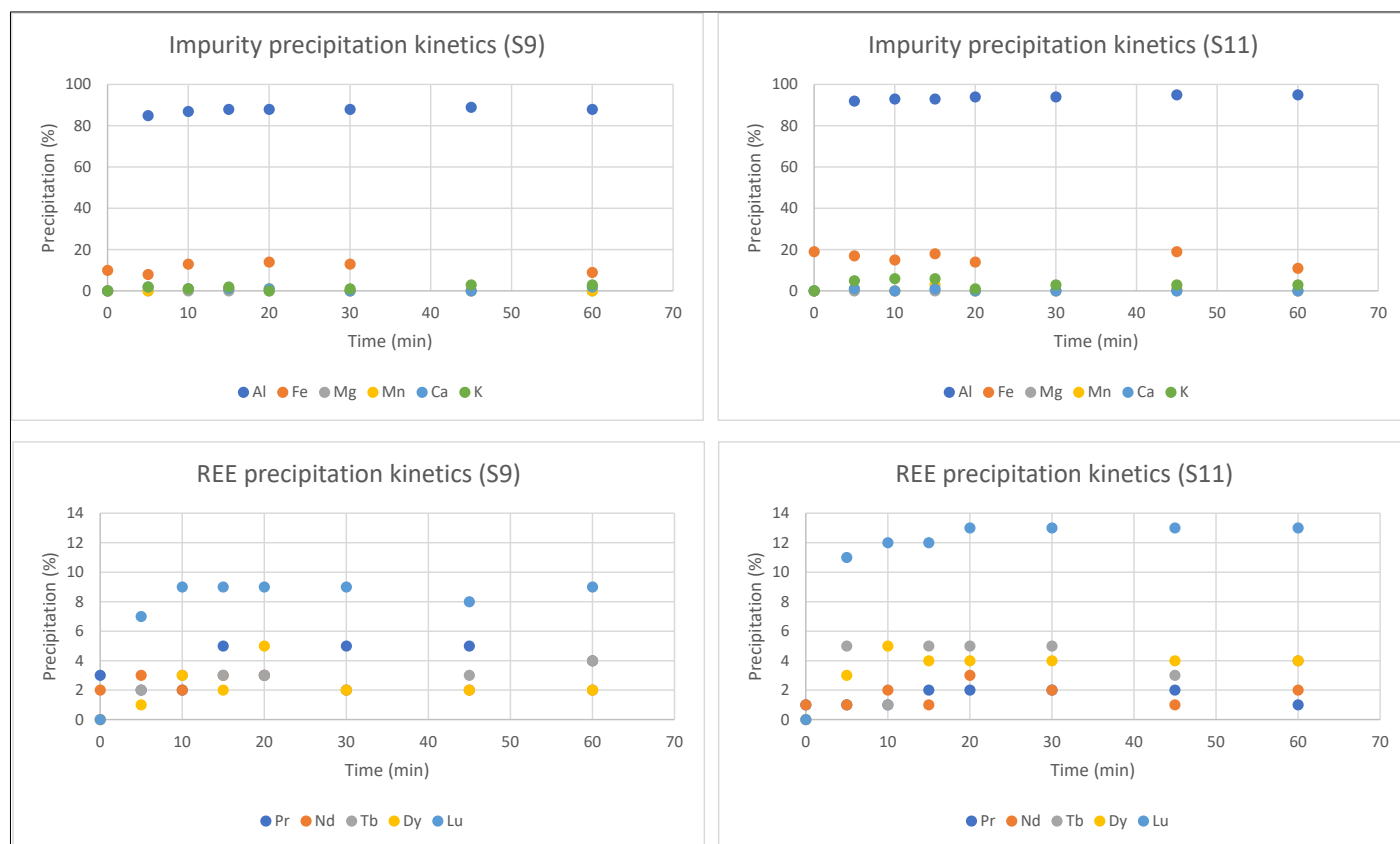 Impurity precipitation kinetics (S9)
Precipitation (%)
100
80
60
40
20
0
0 10 20 30 40 50 60 70
Time (min)
Al Fe Mg Mn Ca K
Impurity precipitation kinetics (S11)
Precipitation (%)
100
80
60
40
20
0
0 10 20 30 40 50 60 70
Time (min)
Al Fe Mg Mn Ca K
REE precipitation kinetics (S9)
Precipitation (%)
14
12
10
8
6
4
2
0
0 10 20 30 40 50 60 70
Time (min)
Pr Nd Tb Dy Lu
REE precipitation kinetics (S11)
Precipitation (%)
14
12
10
8
6
4
2
0
0 10 20 30 40 50 60 70
Time (min)
Pr Nd Tb Dy Lu